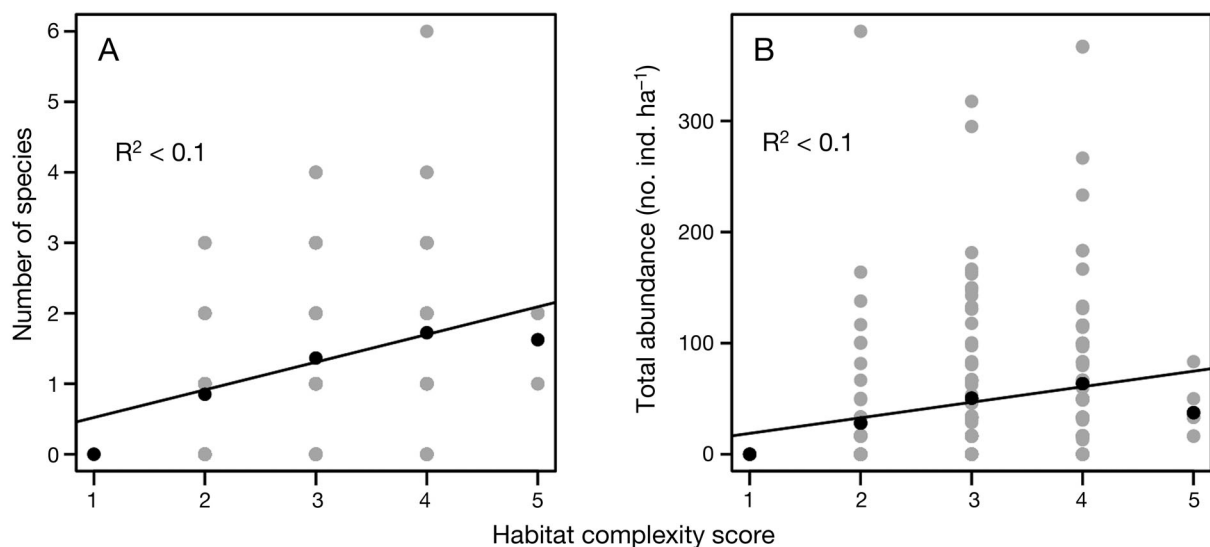 A
R² < 0.1
Number of species
6
5
4
3
2
1
0
1 2 3 4 5
B
R² < 0.1
Total abundance (no. ind. ha⁻¹)
300
200
100
0
1 2 3 4 5
Habitat complexity score